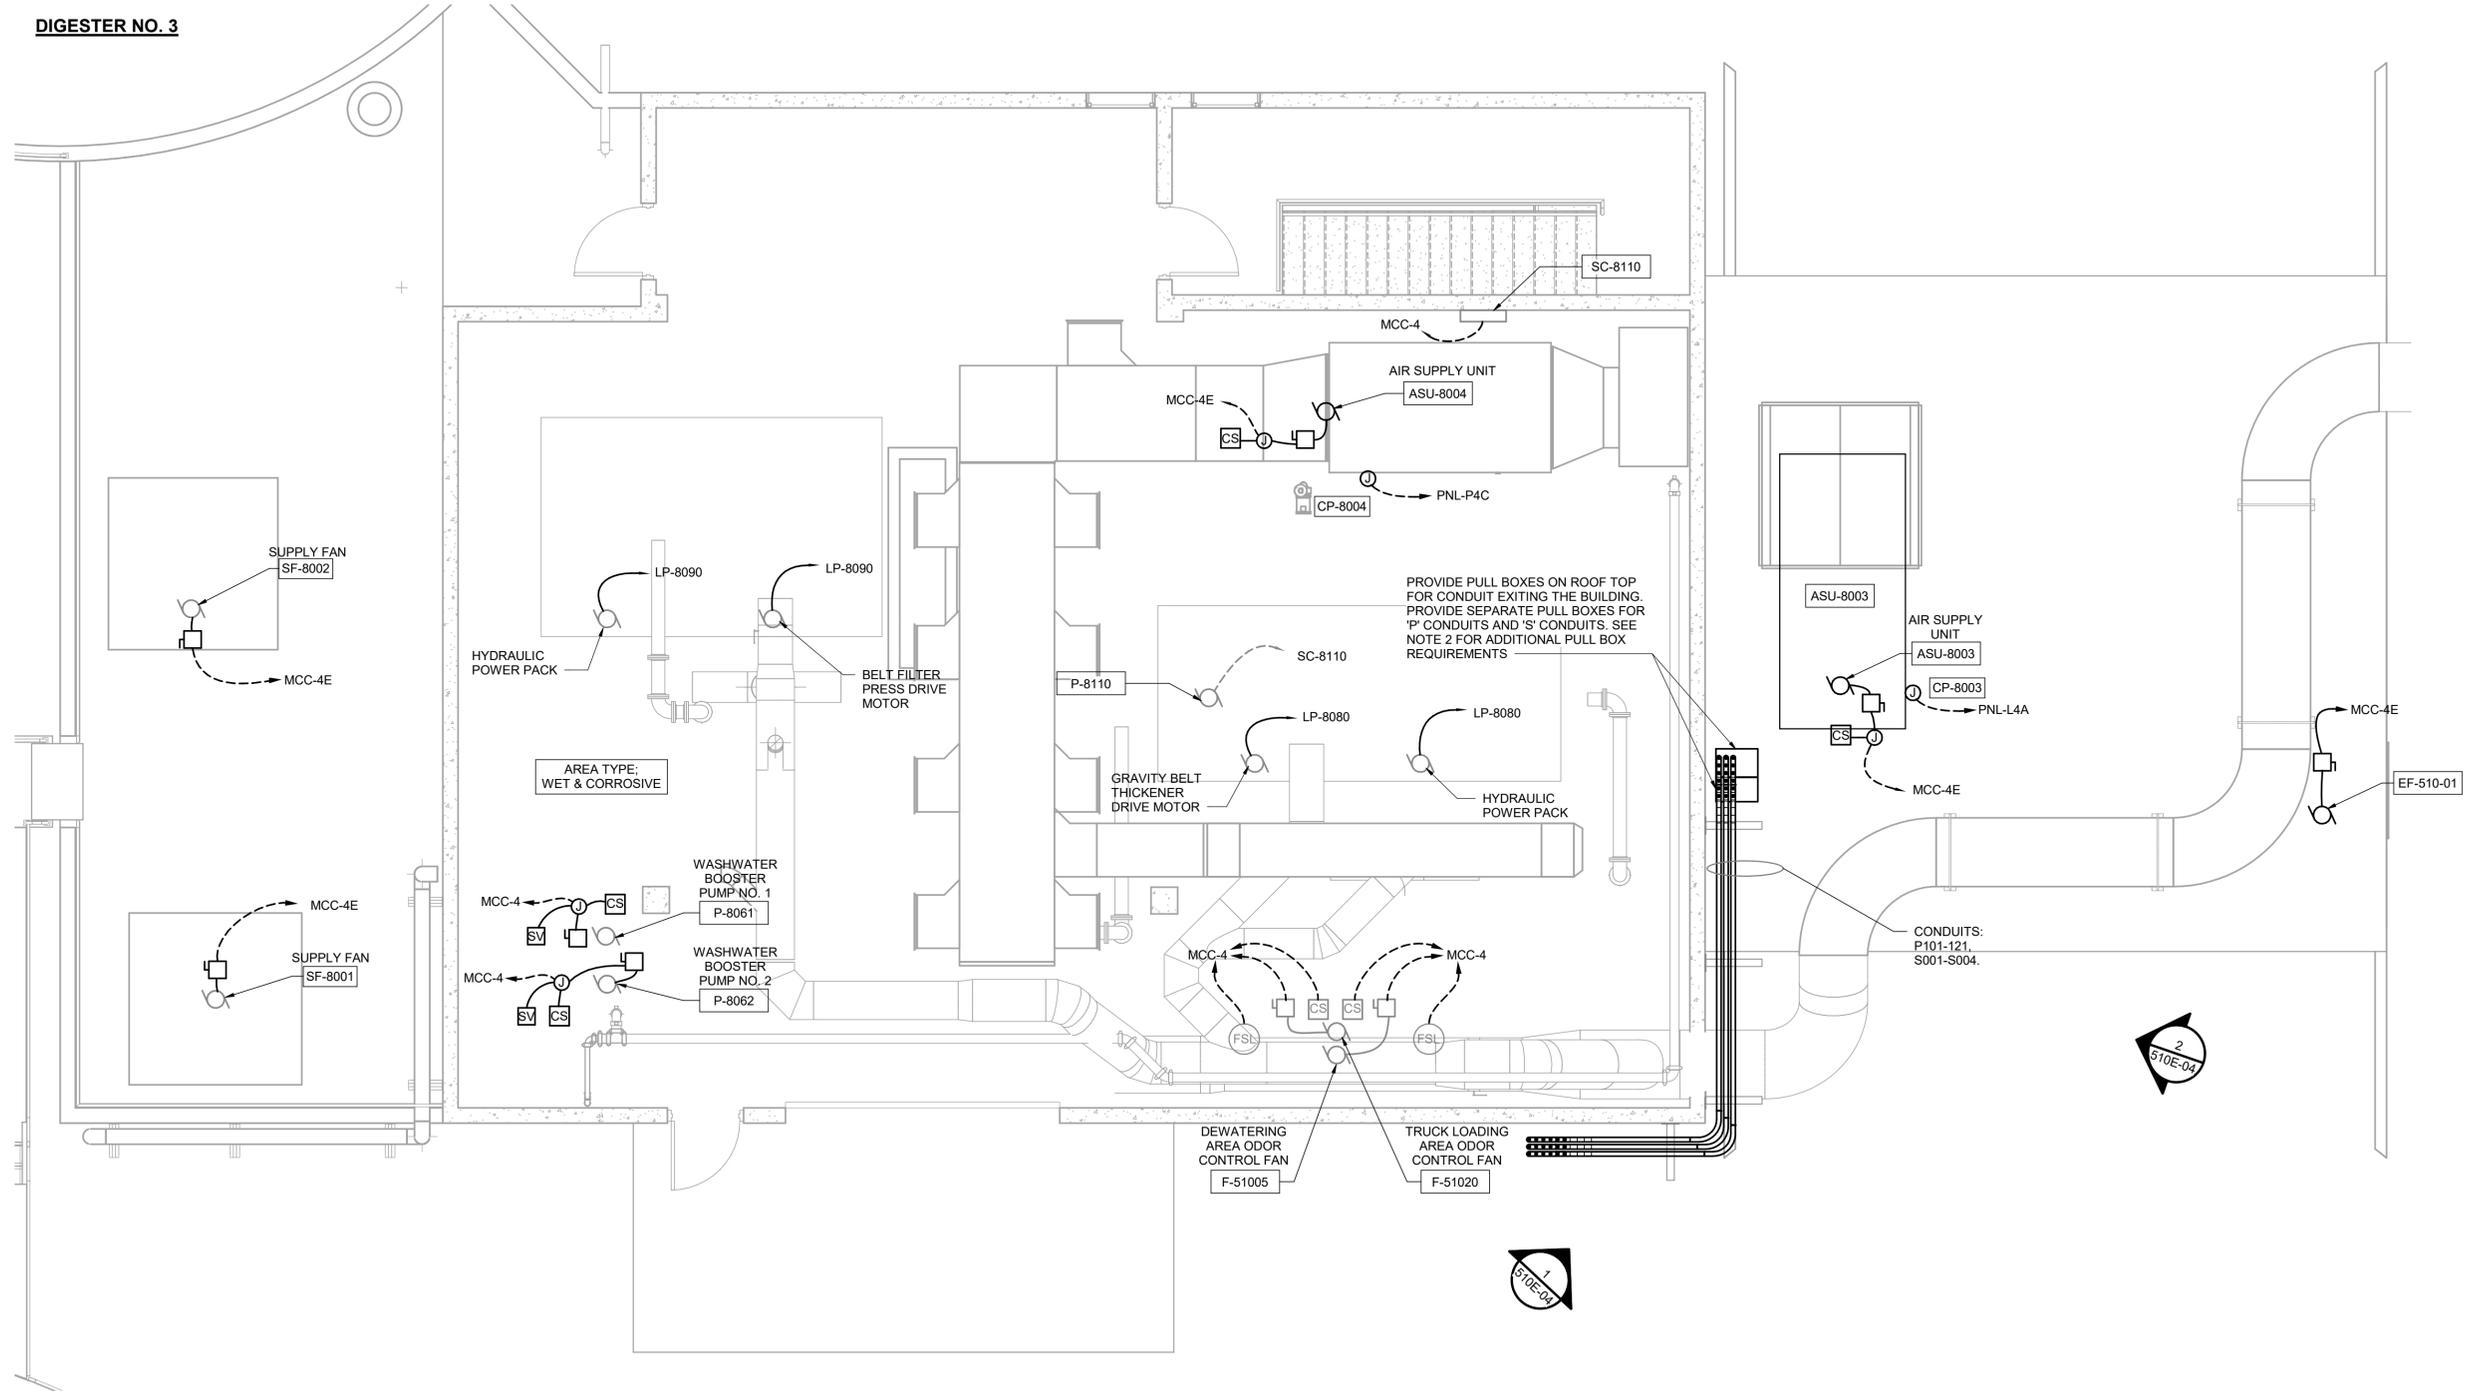 DIGESTER NO. 3
SC-8110
MCC-4
AIR SUPPLY UNIT
ASU-8004
MCC-4E
CS
J
J
PNL-P4C
CP-8004
SUPPLY FAN
SF-8002
MCC-4E
LP-8090
LP-8090
HYDRAULIC
POWER PACK
BELT FILTER
PRESS DRIVE
MOTOR
PROVIDE PULL BOXES ON ROOF TOP
FOR CONDUIT EXITING THE BUILDING.
PROVIDE SEPARATE PULL BOXES FOR
'P' CONDUITS AND 'S' CONDUITS. SEE
NOTE 2 FOR ADDITIONAL PULL BOX
REQUIREMENTS
SC-8110
P-8110
LP-8080
LP-8080
GRAVITY BELT
THICKENER
DRIVE MOTOR
HYDRAULIC
POWER PACK
ASU-8003
AIR SUPPLY
UNIT
ASU-8003
J
CP-8003
PNL-L4A
CS
J
MCC-4E
MCC-4E
EF-510-01
AREA TYPE;
WET & CORROSIVE
WASHWATER
BOOSTER
PUMP NO. 1
P-8061
MCC-4
J
CS
SV
WASHWATER
BOOSTER
PUMP NO. 2
P-8062
MCC-4
J
SV
CS
MCC-4E
SUPPLY FAN
SF-8001
CONDUITS:
P101-121,
S001-S004.
MCC-4
MCC-4
CS
CS
FSL
FSL
DEWATERING
AREA ODOR
CONTROL FAN
F-51005
TRUCK LOADING
AREA ODOR
CONTROL FAN
F-51020
2
510E-04
1
510E-04